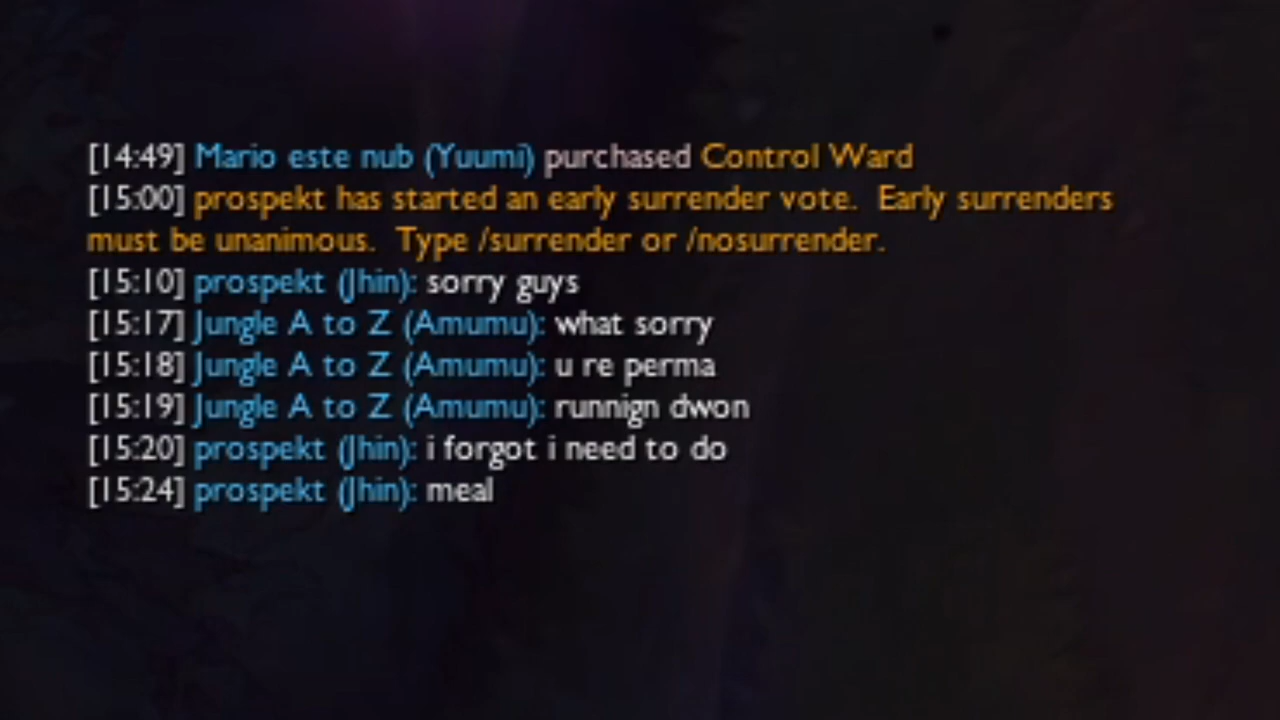 [14:49] Mario este nub (Yuumi) purchased Control Ward
[15:00] prospekt has started an early surrender vote.  Early surrenders
must be unanimous.  Type /surrender or /nosurrender.
[15:10] prospekt (Jhin): sorry guys
[15:17] Jungle A to Z (Amumu): what sorry
[15:18] Jungle A to Z (Amumu): u re perma
[15:19] Jungle A to Z (Amumu): runnign dwon
[15:20] prospekt (Jhin): i forgot i need to do
[15:24] prospekt (Jhin): meal